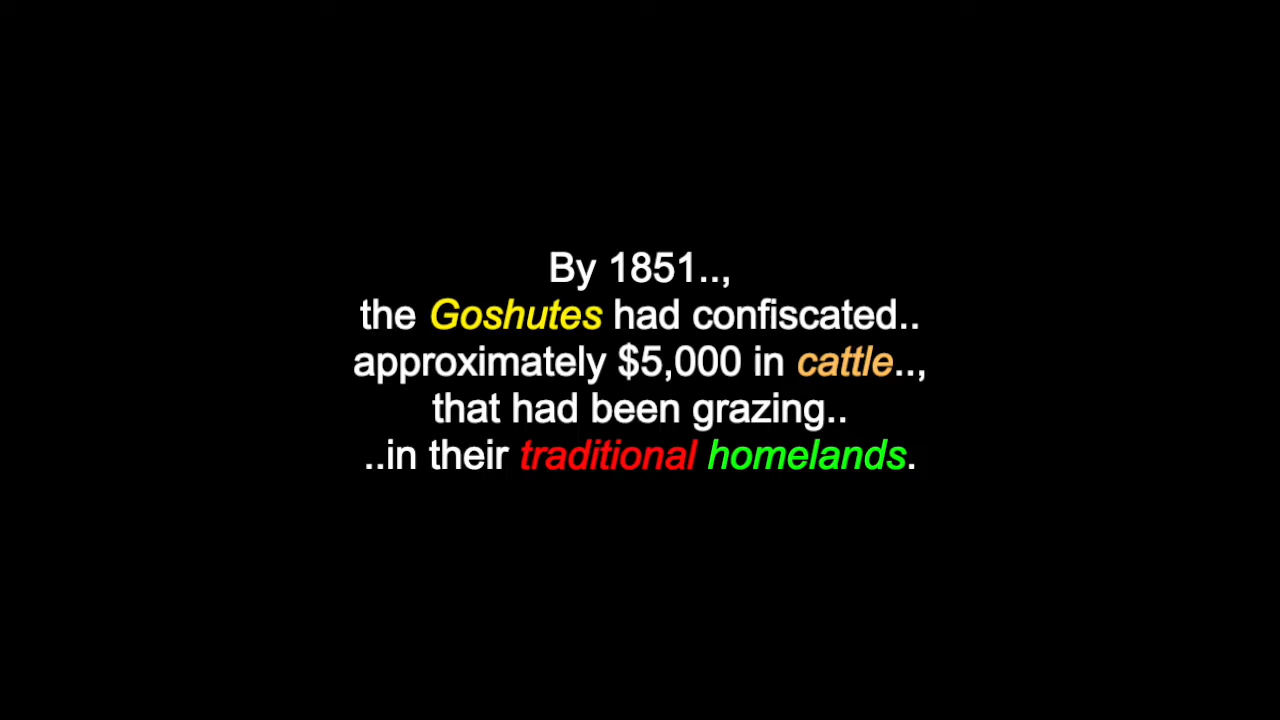 By 1851..,
the Goshutes had confiscated..
approximately $5,000 in cattle..,
that had been grazing..
..in their traditional homelands.